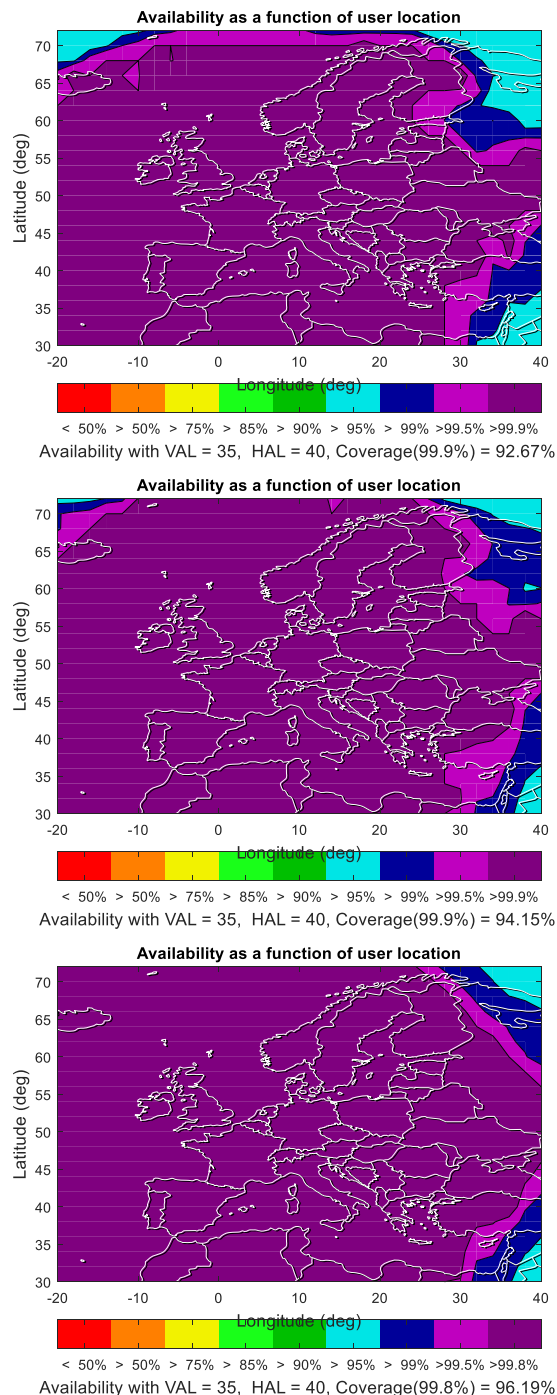 Availability as a function of user location
70
65
60
55
50
45
40
35
30
Latitude (deg)
-20 -10 0 10 20 30 40
Longitude (deg)
< 50% > 50% > 75% > 85% > 90% > 95% > 99% >99.5% >99.9%
Availability with VAL = 35, HAL = 40, Coverage(99.9%) = 92.67%
Availability as a function of user location
70
65
60
55
50
45
40
35
30
Latitude (deg)
-20 -10 0 10 20 30 40
Longitude (deg)
< 50% > 50% > 75% > 85% > 90% > 95% > 99% >99.5% >99.9%
Availability with VAL = 35, HAL = 40, Coverage(99.9%) = 94.15%
Availability as a function of user location
70
65
60
55
50
45
40
35
30
Latitude (deg)
-20 -10 0 10 20 30 40
Longitude (deg)
< 50% > 50% > 75% > 85% > 90% > 95% > 99% >99.5% >99.8%
Availability with VAL = 35, HAL = 40, Coverage(99.8%) = 96.19%